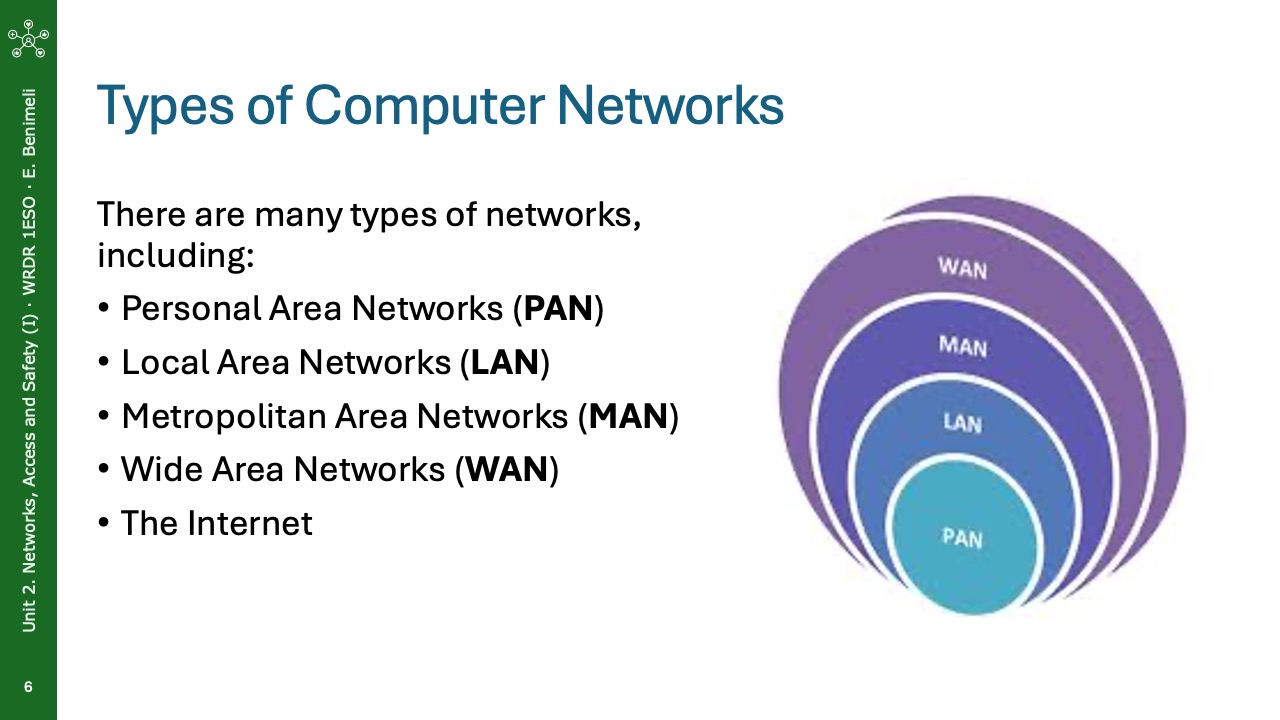 Unit 2. Networks, Access and Safety (I) · WRDR 1ESO · E. Benimeli
6
Types of Computer Networks
There are many types of networks,
including:
• Personal Area Networks (PAN)
• Local Area Networks (LAN)
• Metropolitan Area Networks (MAN)
• Wide Area Networks (WAN)
• The Internet
WAN
MAN
LAN
PAN